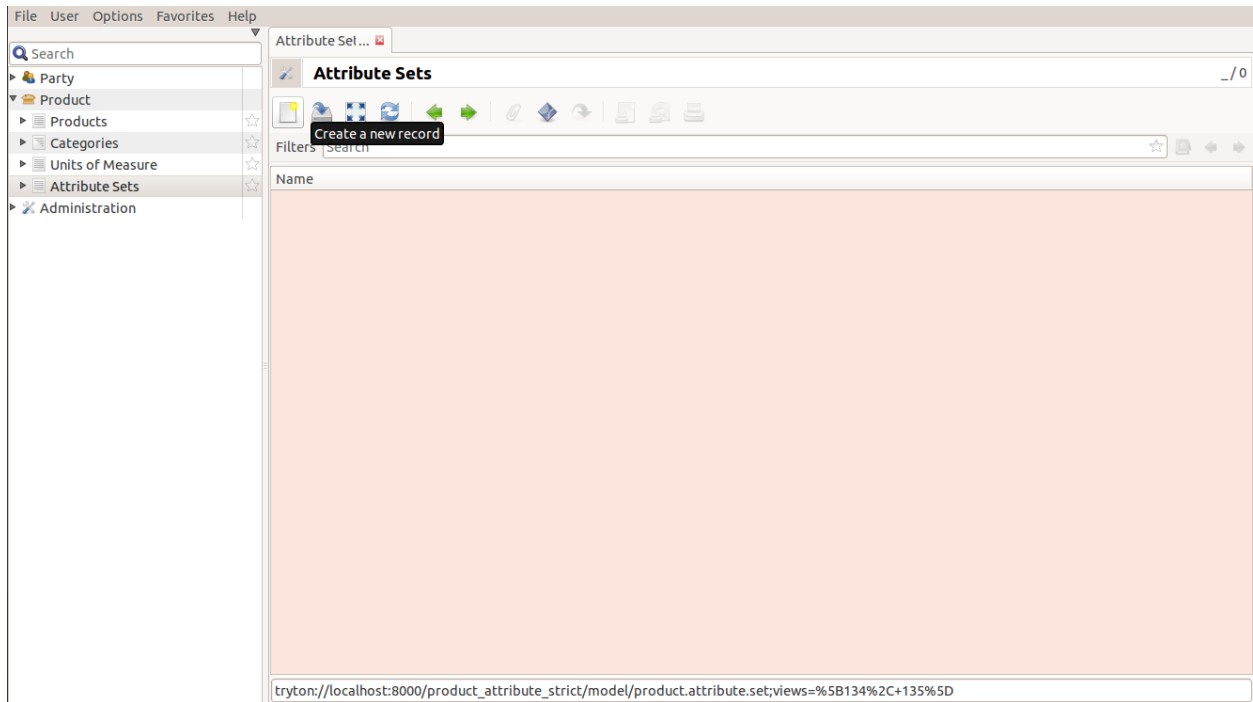 File User Options Favorites Help
Attribute Set... 
Search
Attribute Sets
_/0
Party
Product
Products
Categories
Units of Measure
Attribute Sets
Administration
Create a new record
Filters Search
Name
tryton://localhost:8000/product_attribute_strict/model/product.attribute.set;views=%5B134%2C+135%5D